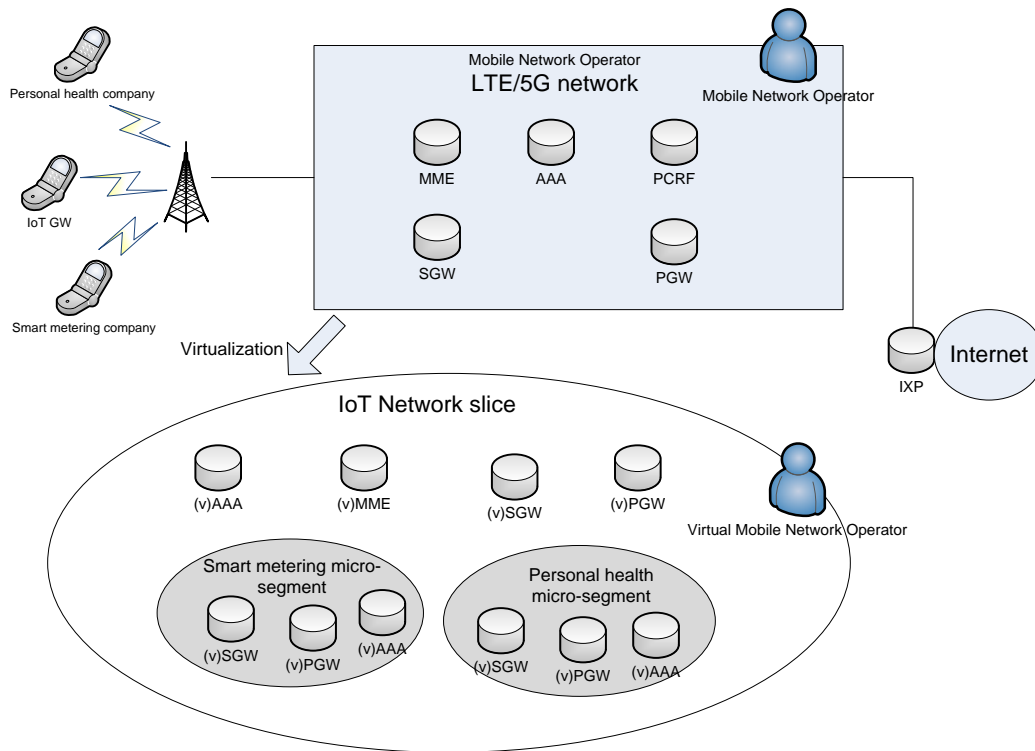 Personal health company
IoT GW
Smart metering company
Mobile Network Operator
LTE/5G network
Mobile Network Operator
MME
AAA
PCRF
SGW
PGW
IXP
Internet
Virtualization
IoT Network slice
(v)AAA
(v)MME
(v)SGW
(v)PGW
Virtual Mobile Network Operator
Smart metering micro-
segment
(v)SGW
(v)PGW
(v)AAA
Personal health
micro-segment
(v)SGW
(v)PGW
(v)AAA